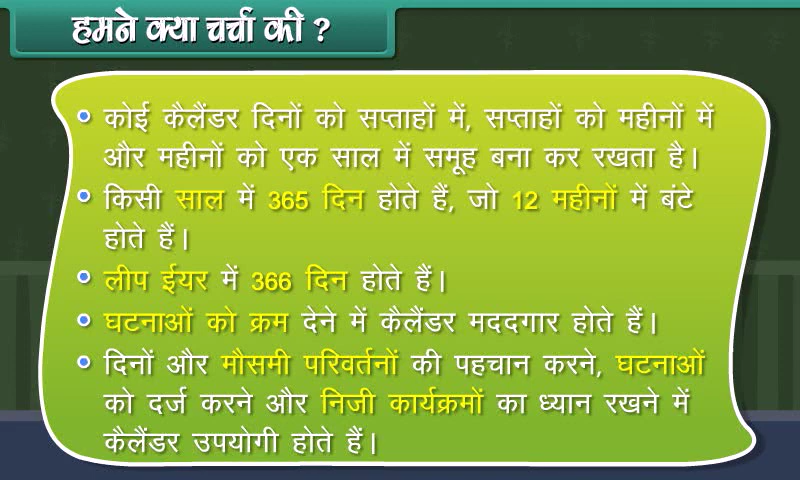 हमने क्या चर्चा की ?
कोई कैलैंडर दिनों को सप्ताहों में, सप्ताहों को महीनों में
और महीनों को एक साल में समूह बना कर रखता है।
किसी साल में 365 दिन होते हैं, जो 12 महीनों में बंटे
होते हैं।
लीप ईयर में 366 दिन होते हैं।
घटनाओं को क्रम देने में कैलैंडर मददगार होते हैं।
दिनों और मौसमी परिवर्तनों की पहचान करने, घटनाओं
को दर्ज करने और निजी कार्यक्रमों का ध्यान रखने में
कैलैंडर उपयोगी होते हैं।